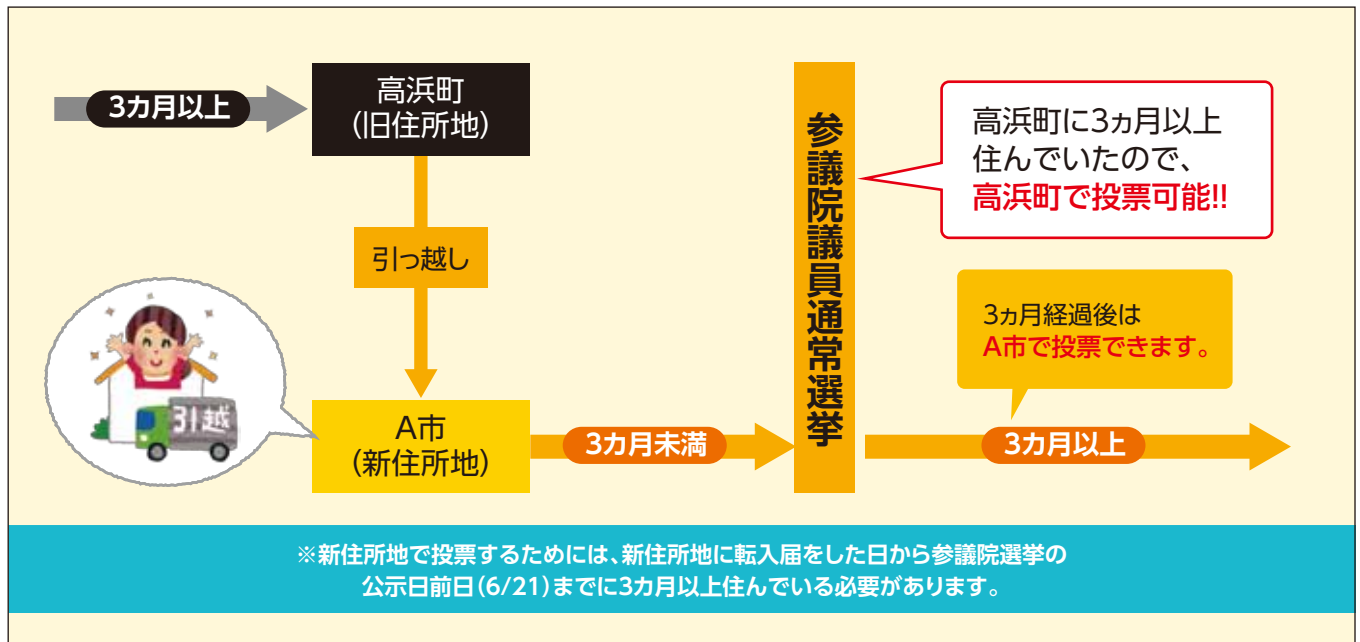 3カ月以上
高浜町
(旧住所地)
引っ越し
引越
A市
(新住所地)
3カ月未満
参議院議員通常選挙
高浜町に3ヵ月以上
住んでいたので、
高浜町で投票可能!!
3ヵ月経過後は
A市で投票できます。
3カ月以上
※新住所地で投票するためには、新住所地に転入届をした日から参議院選挙の
公示日前日(6/21)までに3カ月以上住んでいる必要があります。